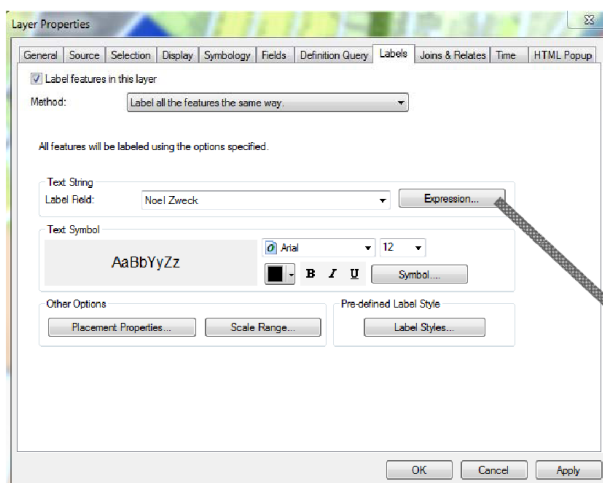 Layer Properties
General Source Selection Display Symbology Fields Definition Query Labels Joins & Relates Time HTML Popup
Label features in this layer
Method: Label all the features the same way.
All features will be labeled using the options specified.
Text String
Label Field: Noel Zweck Expression...
Text Symbol
AaBbYyZz
Arial 12
B I U Symbol...
Other Options Pre-defined Label Style
Placement Properties... Scale Range... Label Styles...
OK Cancel Apply